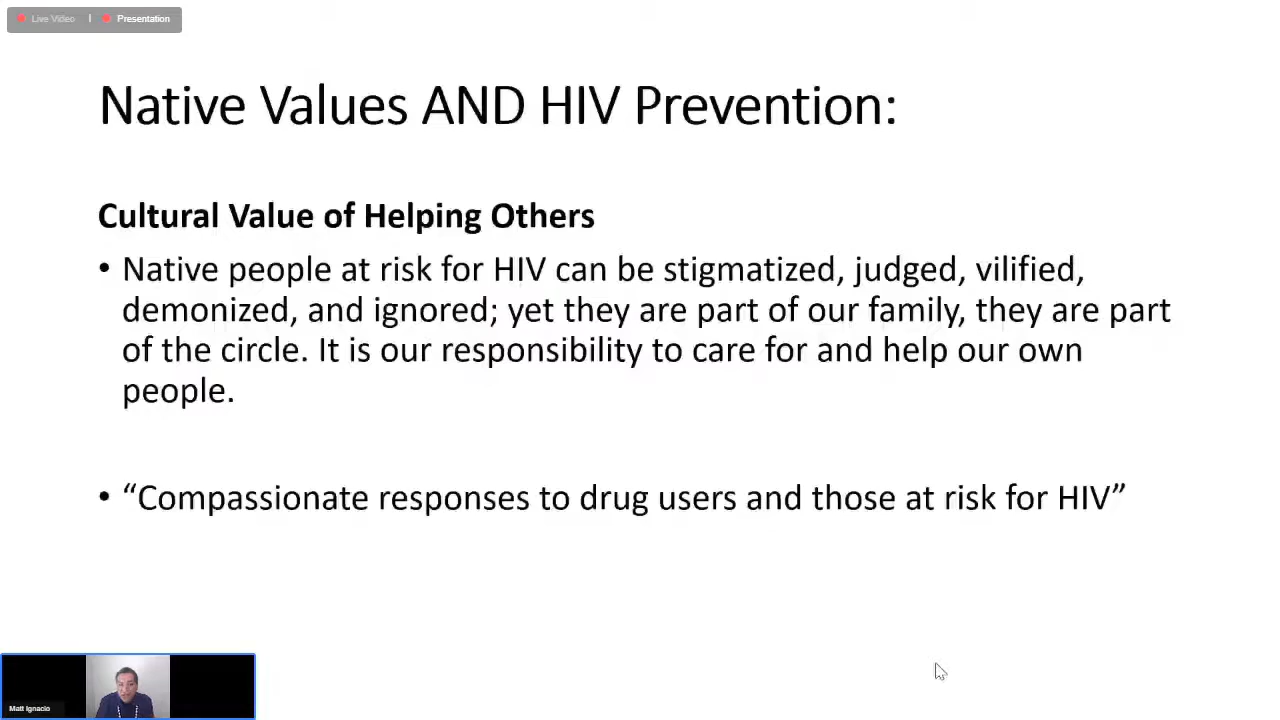 Live Video | Presentation
Native Values AND HIV Prevention:
Cultural Value of Helping Others
• Native people at risk for HIV can be stigmatized, judged, vilified,
demonized, and ignored; yet they are part of our family, they are part
of the circle. It is our responsibility to care for and help our own
people.
• “Compassionate responses to drug users and those at risk for HIV”
Matt Ignacio